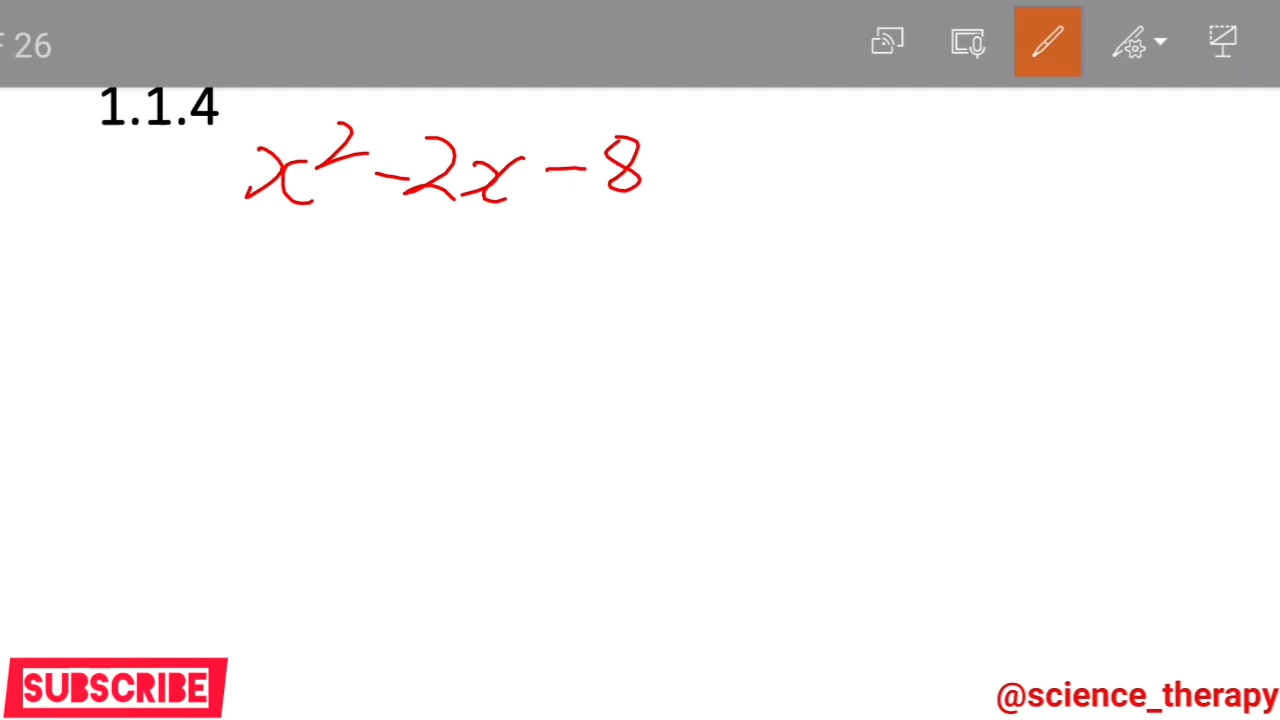 26
1.1.4
x² - 2x - 8
SUBSCRIBE
@science_therapy